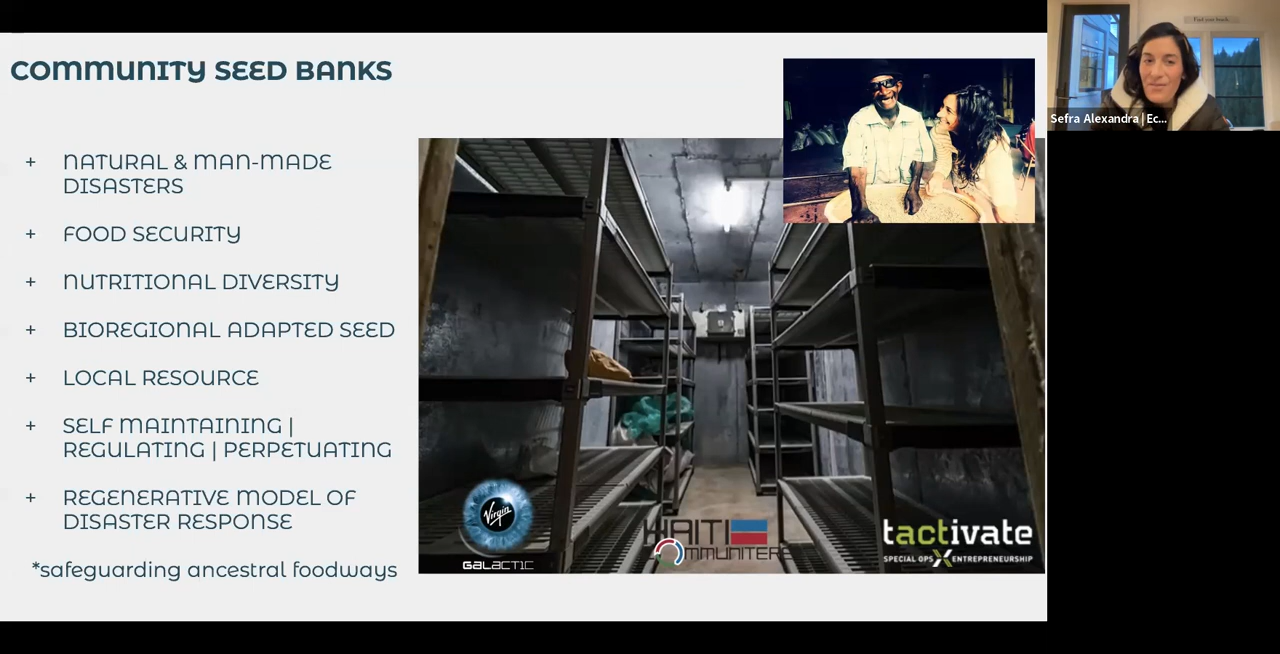 COMMUNITY SEED BANKS
+ NATURAL & MAN-MADE
DISASTERS
+ FOOD SECURITY
+ NUTRITIONAL DIVERSITY
+ BIOREGIONAL ADAPTED SEED
+ LOCAL RESOURCE
+ SELF MAINTAINING |
REGULATING | PERPETUATING
+ REGENERATIVE MODEL OF
DISASTER RESPONSE
*safeguarding ancestral foodways
Virgin
GALACTIC
HAITI
MMUNITERE
tactivate
SPECIAL OPS X ENTREPRENEURSHIP
Sefra Alexandra | Ec...